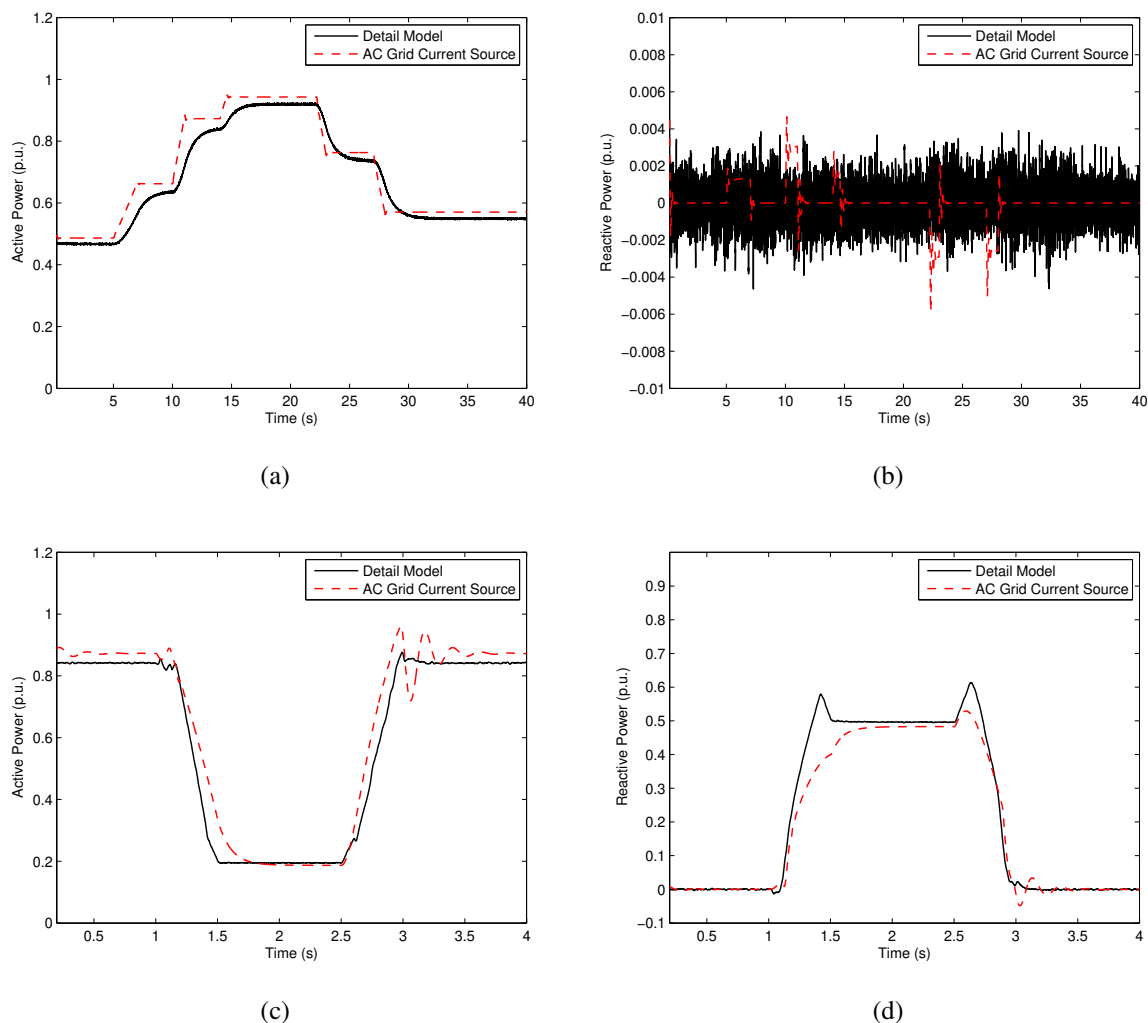 1.2
1
0.8
0.6
0.4
0.2
0
Active Power (p.u.)
5 10 15 20 25 30 35 40
Time (s)
Detail Model
AC Grid Current Source
(a)
0.01
0.008
0.006
0.004
0.002
0
−0.002
−0.004
−0.006
−0.008
−0.01
Reactive Power (p.u.)
5 10 15 20 25 30 35 40
Time (s)
Detail Model
AC Grid Current Source
(b)
1.2
1
0.8
0.6
0.4
0.2
0
Active Power (p.u.)
0.5 1 1.5 2 2.5 3 3.5 4
Time (s)
Detail Model
AC Grid Current Source
(c)
0.9
0.8
0.7
0.6
0.5
0.4
0.3
0.2
0.1
0
−0.1
Reactive Power (p.u.)
0.5 1 1.5 2 2.5 3 3.5 4
Time (s)
Detail Model
AC Grid Current Source
(d)